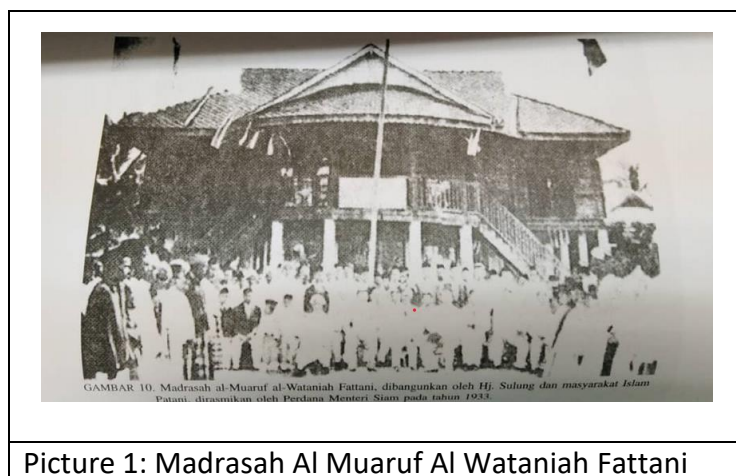 GAMBAR 10. Madrasah al-Muaruf al-Wataniah Fattani, dibangunkan oleh Hj. Sulung dan masyarakat Islam
Patani, dirasmikan oleh Perdana Menteri Siam pada tahun 1933.
Picture 1: Madrasah Al Muaruf Al Wataniah Fattani